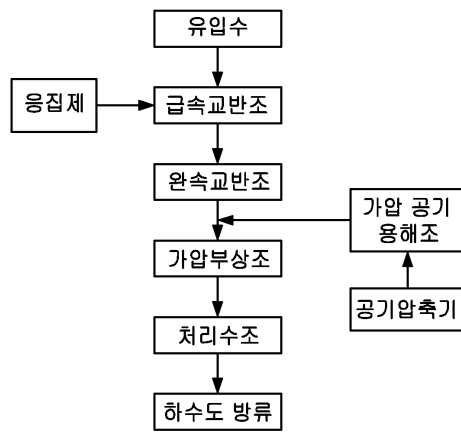 유입수
응집제
급속교반조
완속교반조
가압 공기
용해조
가압부상조
공기압축기
처리수조
하수도 방류